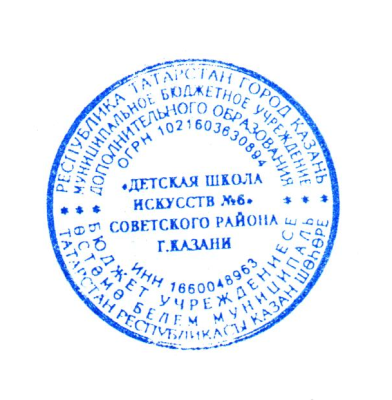 РЕСПУБЛИКА ТАТАРСТАН ГОРОД КАЗАНЬ
МУНИЦИПАЛЬНОЕ БЮДЖЕТНОЕ УЧРЕЖДЕНИЕ
ДОПОЛНИТЕЛЬНОГО ОБРАЗОВАНИЯ
ОГРН 1021603630894
«ДЕТСКАЯ ШКОЛА
ИСКУССТВ №6»
СОВЕТСКОГО РАЙОНА
Г.КАЗАНИ
ИНН 1660048963
БЮДЖЕТ УЧРЕЖДЕНИЕСЕ
ӨСТӘМӘ БЕЛЕМ МУНИЦИПАЛЬ
ТАТАРСТАН РЕСПУБЛИКАСЫ КАЗАН ШӘҺӘРЕ